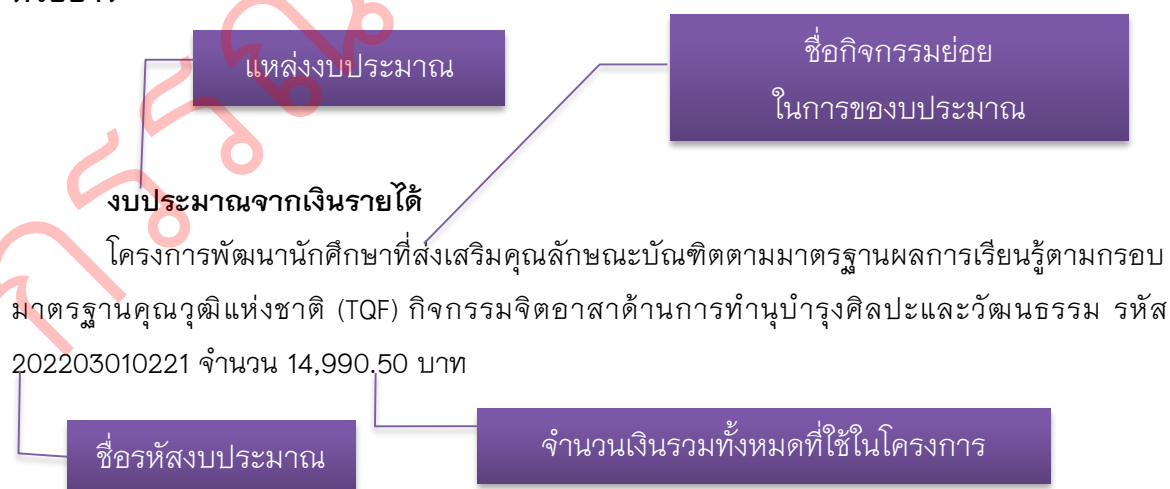 แหล่งงบประมาณ
ชื่อกิจกรรมย่อย
ในการของบประมาณ
งบประมาณจากเงินรายได้
โครงการพัฒนานักศึกษาที่ส่งเสริมคุณลักษณะบัณฑิตตามมาตรฐานผลการเรียนรู้ตามกรอบ
มาตรฐานคุณวุฒิแห่งชาติ (TQF) กิจกรรมจิตอาสาด้านการทำนุบำรุงศิลปะและวัฒนธรรม รหัส
202203010221 จำนวน 14,990.50 บาท
ชื่อรหัสงบประมาณ
จำนวนเงินรวมทั้งหมดที่ใช้ในโครงการ